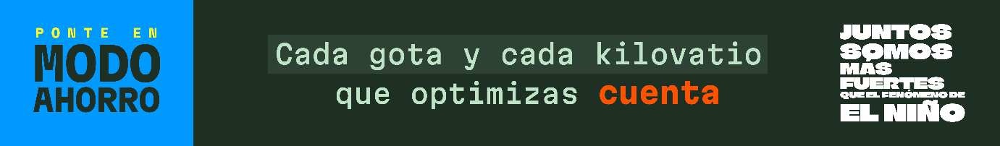 PONTE EN
MODO
AHORRO
Cada gota y cada kilovatio
que optimizas cuenta
JUNTOS
SOMOS
MÁS
FUERTES
QUE EL FENÓMENO DE
EL NIÑO